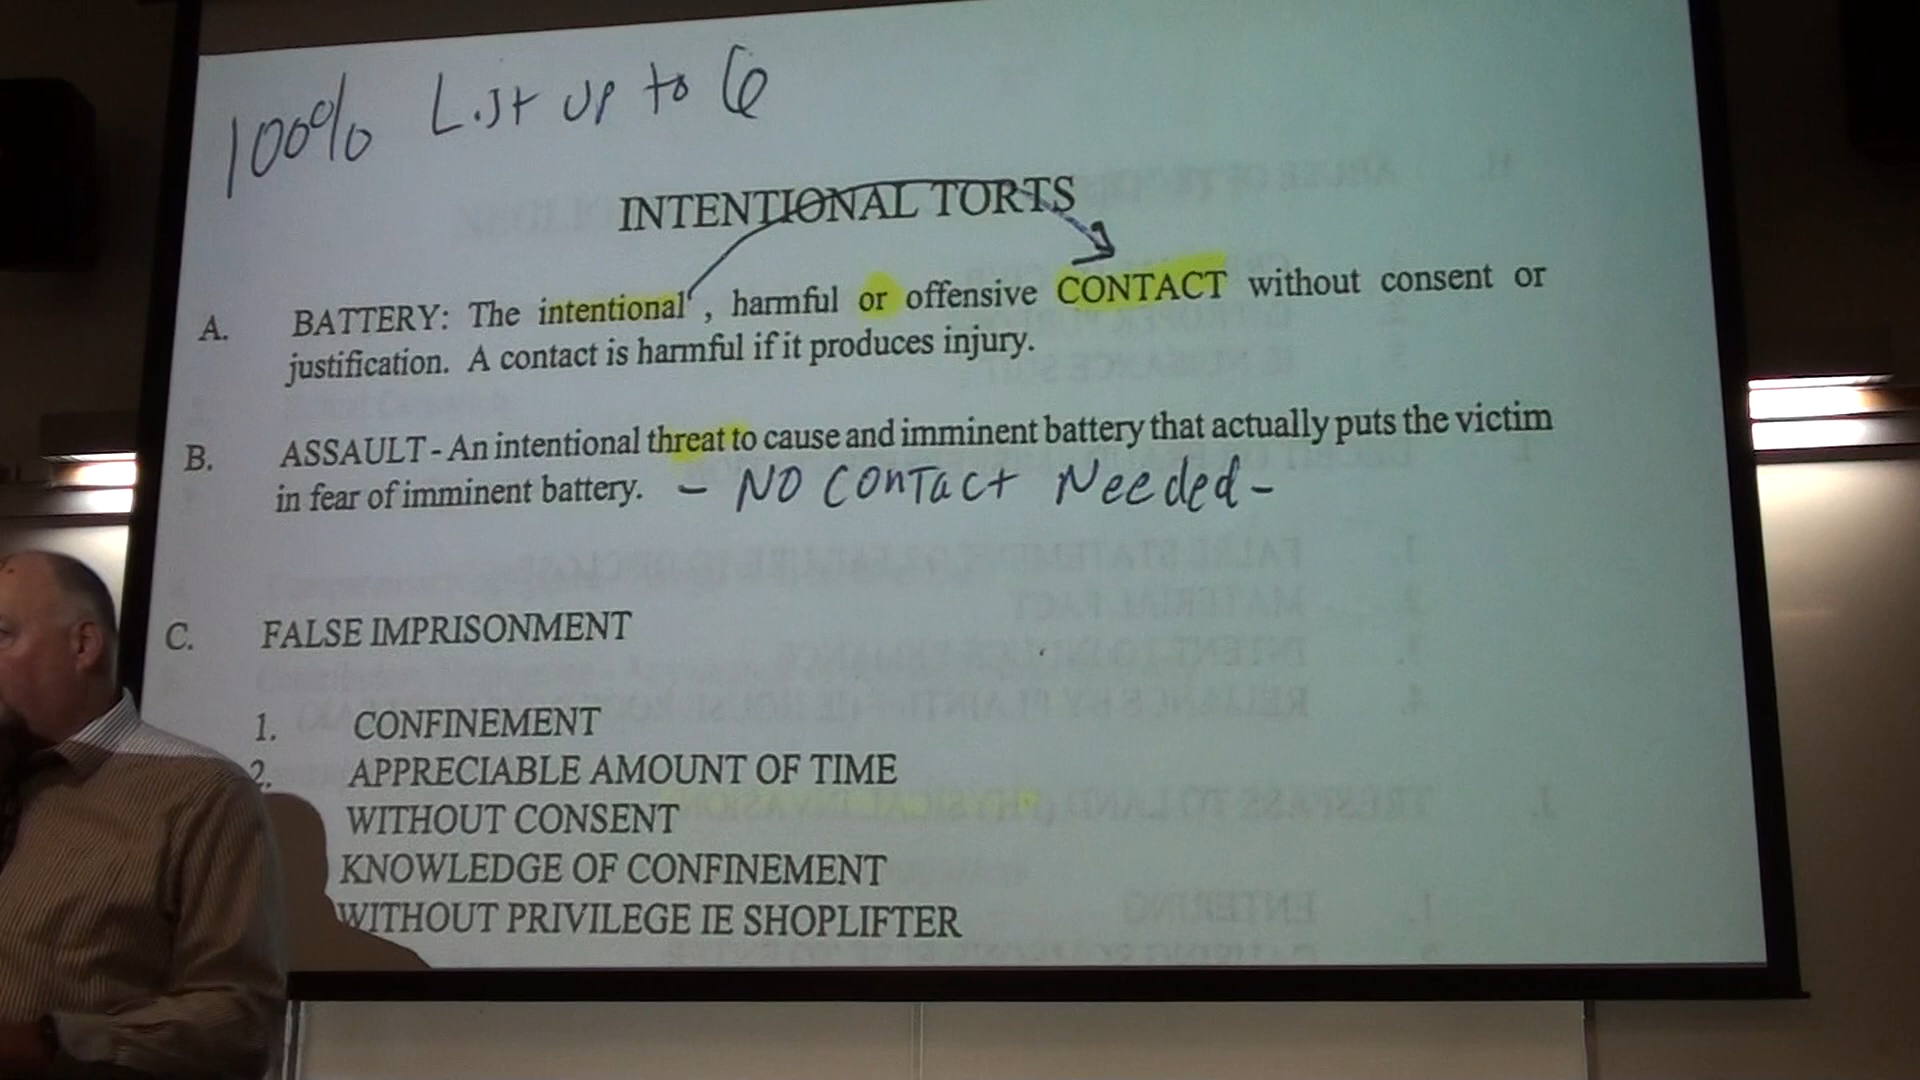 100% List up to 6
INTENTIONAL TORTS
A. BATTERY: The intentional, harmful or offensive CONTACT without consent or
justification. A contact is harmful if it produces injury.
B. ASSAULT - An intentional threat to cause and imminent battery that actually puts the victim
in fear of imminent battery. - NO CONTACT Needed -
C. FALSE IMPRISONMENT
1. CONFINEMENT
2. APPRECIABLE AMOUNT OF TIME
WITHOUT CONSENT
KNOWLEDGE OF CONFINEMENT
WITHOUT PRIVILEGE IE SHOPLIFTER